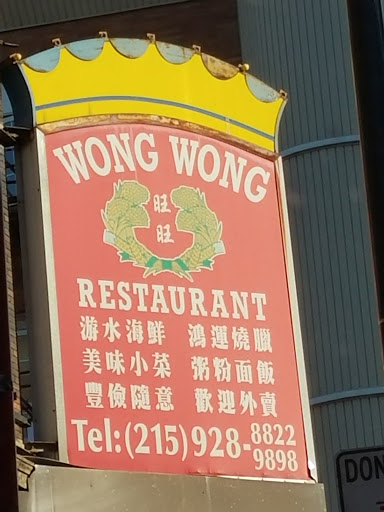 WONG WONG
旺
旺
RESTAURANT
游水海鮮 鴻運燒臘
美味小菜 粥粉面飯
豐儉隨意 歡迎外賣
Tel:(215)928-8822
9898
DON